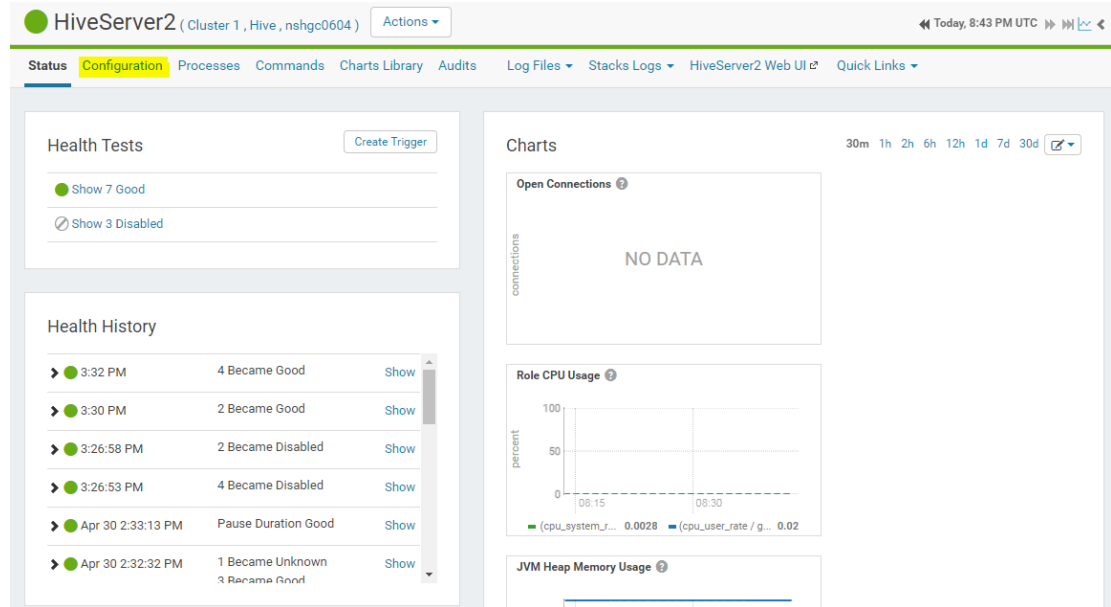 HiveServer2 ( Cluster 1 , Hive , nshgc0604 ) Actions Today, 8:43 PM UTC
Status Configuration Processes Commands Charts Library Audits Log Files Stacks Logs HiveServer2 Web UI Quick Links
Health Tests Create Trigger
Show 7 Good
Show 3 Disabled
Health History
3:32 PM 4 Became Good Show
3:30 PM 2 Became Good Show
3:26:58 PM 2 Became Disabled Show
3:26:53 PM 4 Became Disabled Show
Apr 30 2:33:13 PM Pause Duration Good Show
Apr 30 2:32:32 PM 1 Became Unknown Show
3 Became Good
Charts 30m 1h 2h 6h 12h 1d 7d 30d
Open Connections ?
connections
NO DATA
Role CPU Usage ?
percent
100
50
0
08:15 08:30
(cpu_system_r... 0.0028 (cpu_user_rate / g... 0.02
JVM Heap Memory Usage ?